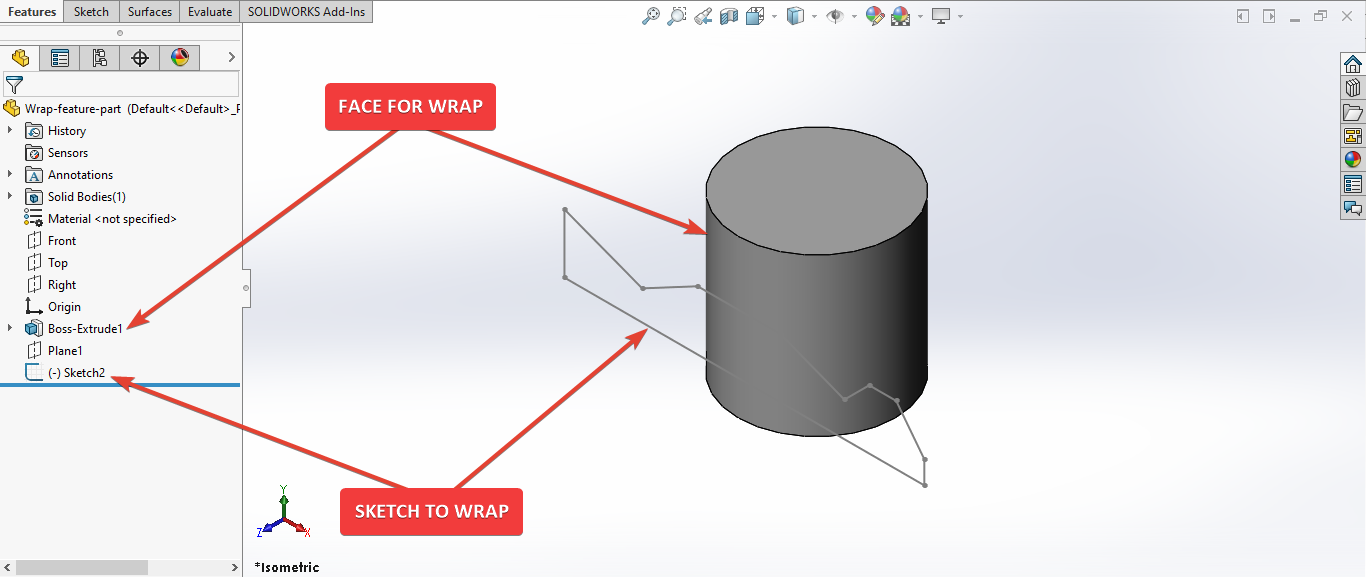 Features Sketch Surfaces Evaluate SOLIDWORKS Add-Ins
Wrap-feature-part (Default<<Default>_F
History
Sensors
A Annotations
Solid Bodies(1)
Material <not specified>
Front
Top
Right
Origin
Boss-Extrude1
Plane1
(-) Sketch2
FACE FOR WRAP
SKETCH TO WRAP
Y
Z X
*Isometric